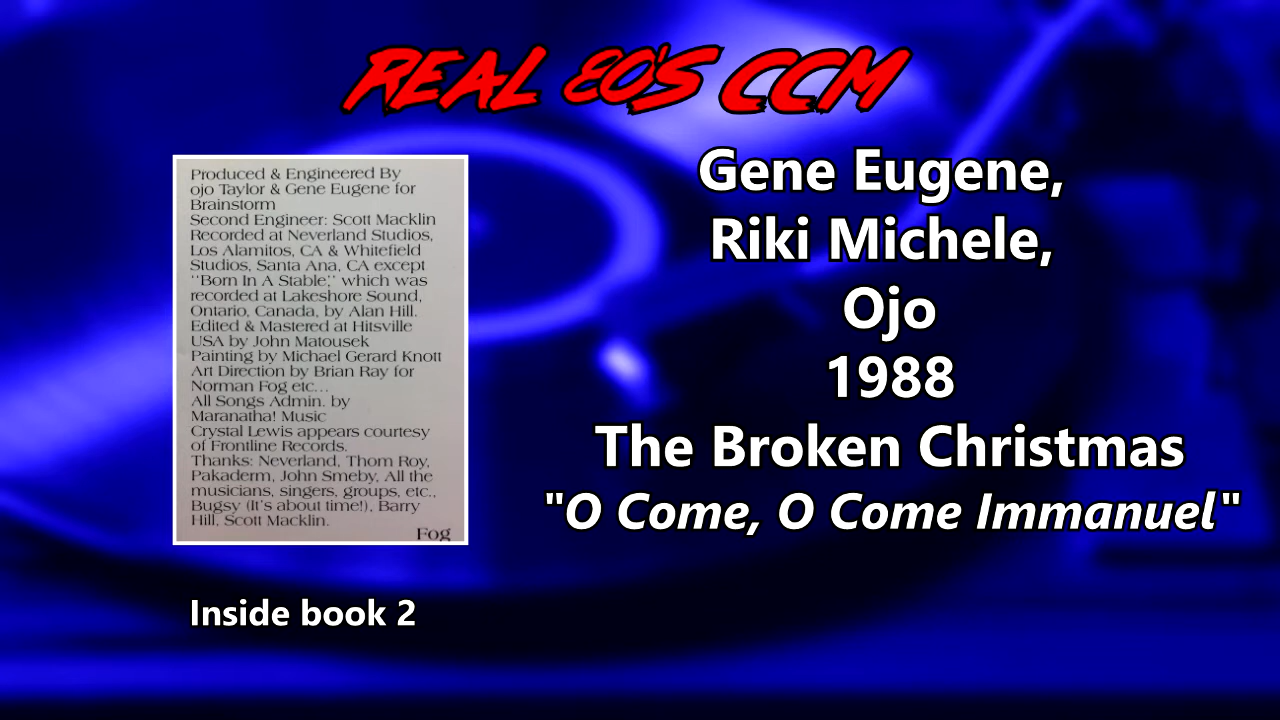 REAL 80'S CCM
Produced & Engineered By
ojo Taylor & Gene Eugene for
Brainstorm
Second Engineer: Scott Macklin
Recorded at Neverland Studios,
Los Alamitos, CA & Whitefield
Studios, Santa Ana, CA except
"Born In A Stable," which was
recorded at Lakeshore Sound,
Ontario, Canada, by Alan Hill.
Edited & Mastered at Hitsville
USA by John Matousek
Painting by Michael Gerard Knott
Art Direction by Brian Ray for
Norman Fog etc...
All Songs Admin. by
Maranatha! Music
Crystal Lewis appears courtesy
of Frontline Records.
Thanks: Neverland, Thom Roy,
Pakaderm, John Smeby, All the
musicians, singers, groups, etc.,
Bugsy (It's about time!), Barry
Hill, Scott Macklin.
Fog
Inside book 2
Gene Eugene,
Riki Michele,
Ojo
1988
The Broken Christmas
"O Come, O Come Immanuel"